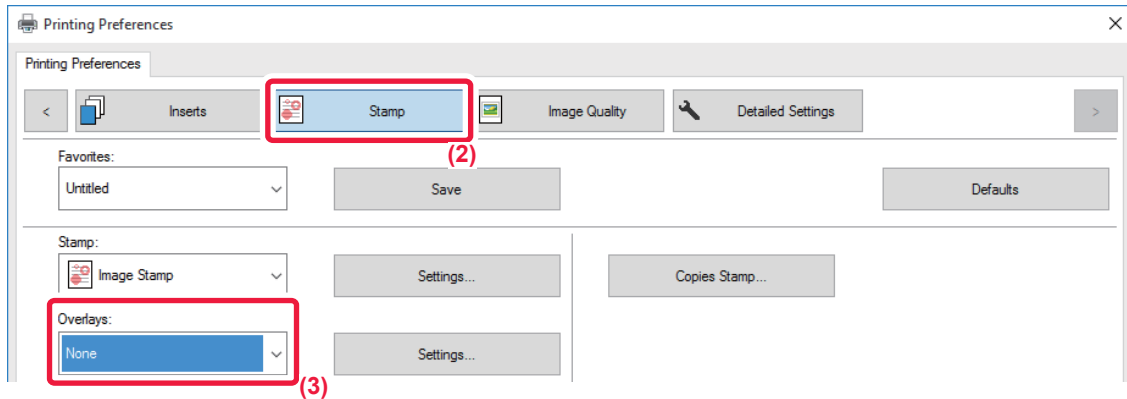 Printing Preferences
Printing Preferences
< Inserts Stamp Image Quality Detailed Settings >
(2)
Favorites:
Untitled Save Defaults
Stamp:
Image Stamp Settings... Copies Stamp...
Overlays:
None Settings...
(3)